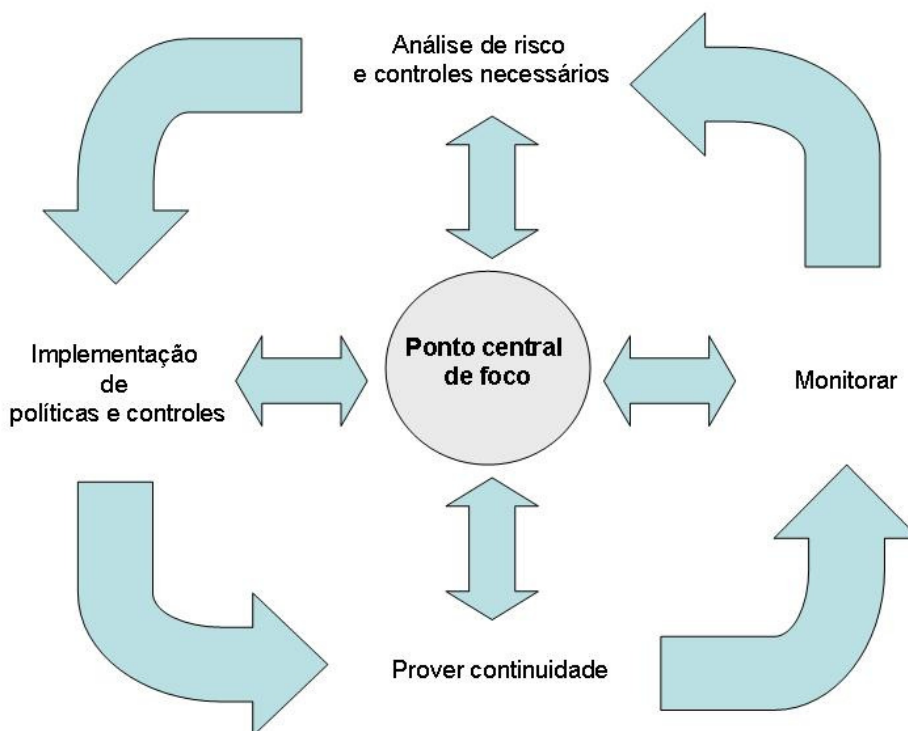 Análise de risco
e controles necessários
Ponto central
de foco
Implementação
de
políticas e controles
Monitorar
Prover continuidade